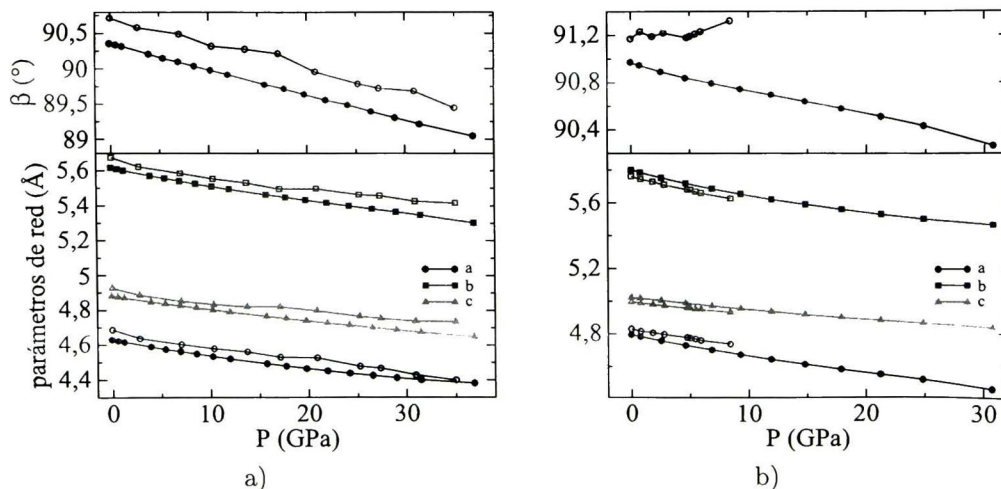 90,5
90
89,5
89
β (°)
5,6
5,4
5,2
5
4,8
4,6
4,4
parámetros de red (Å)
a
b
c
0
10
20
30
P (GPa)
a)
91,2
90,8
90,4
5,6
5,2
4,8
a
b
c
0
10
20
30
P (GPa)
b)